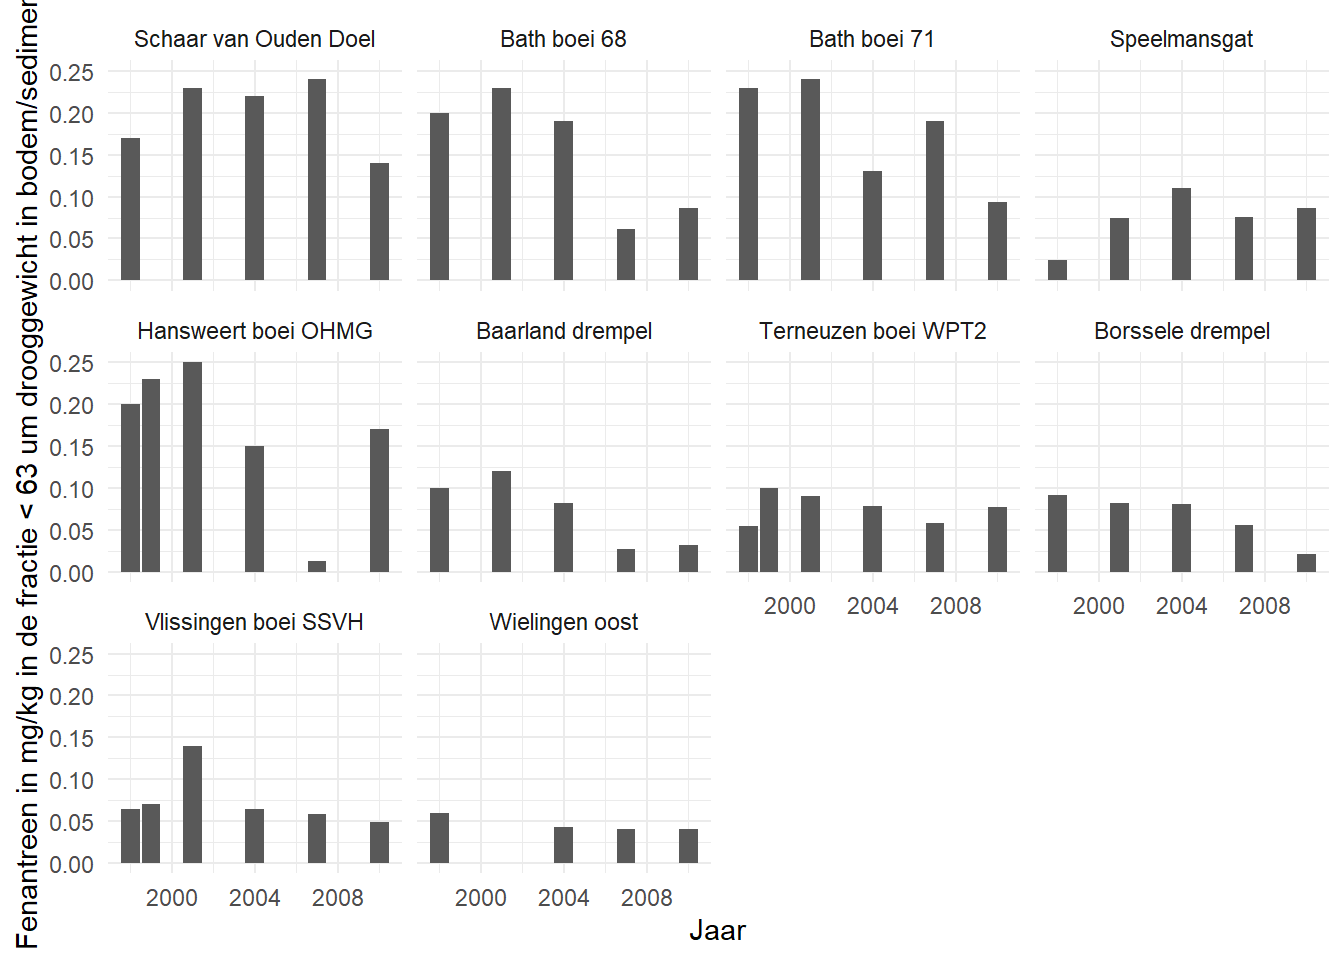 Fenantreen in mg/kg in de fractie < 63 um drooggewicht in bodem/sedimen
Schaar van Ouden Doel Bath boei 68 Bath boei 71 Speelmansgat
0.25
0.20
0.15
0.10
0.05
0.00
Hansweert boei OHMG Baarland drempel Terneuzen boei WPT2 Borssele drempel
0.25
0.20
0.15
0.10
0.05
0.00
2000 2004 2008 2000 2004 2008
Vlissingen boei SSVH Wielingen oost
0.25
0.20
0.15
0.10
0.05
0.00
2000 2004 2008 2000 2004 2008
Jaar